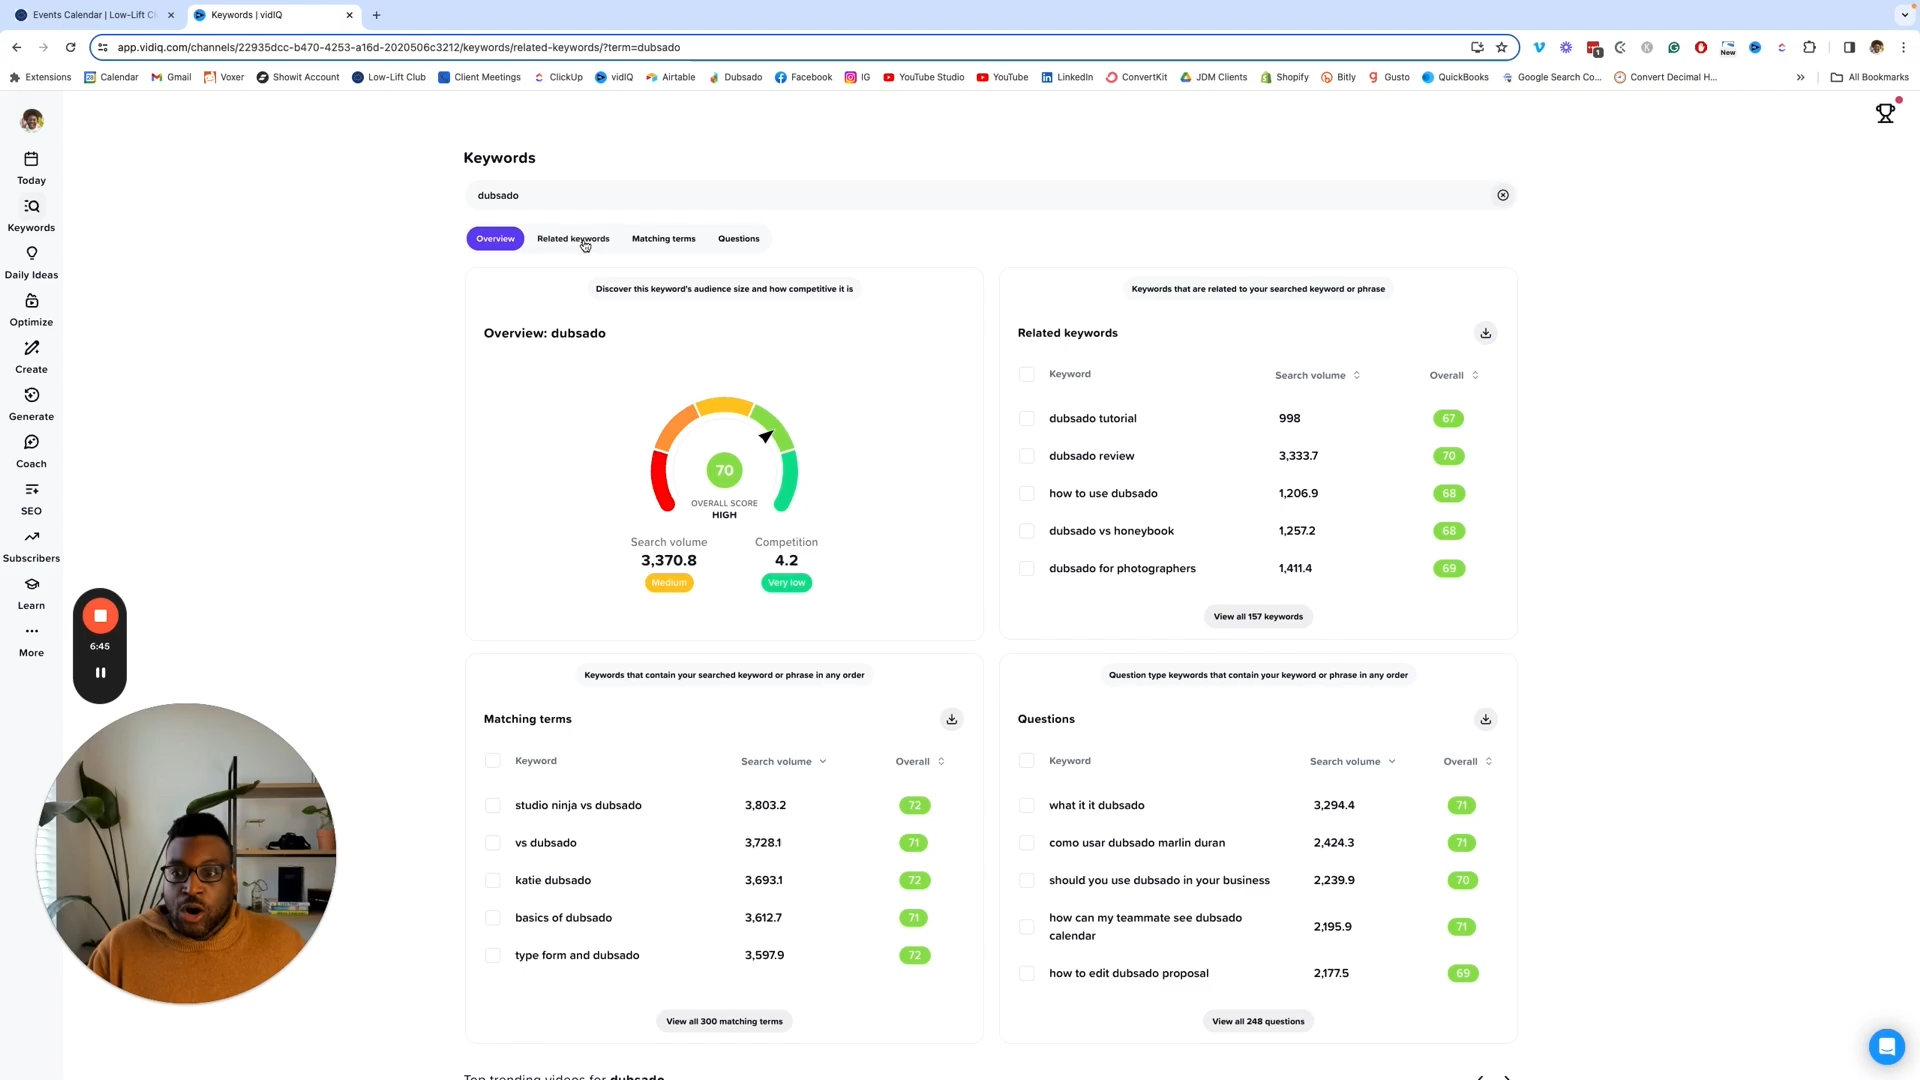 Events Calendar | Low-Lift Cl
Keywords | vidIQ
app.vidiq.com/channels/22935dcc-b470-4253-a16d-2020506c3212/keywords/related-keywords/?term=dubsado
1
New
Extensions
Calendar
Gmail
Voxer
Showit Account
Low-Lift Club
Client Meetings
ClickUp
vidIQ
Airtable
Dubsado
Facebook
IG
YouTube Studio
YouTube
LinkedIn
ConvertKit
JDM Clients
Shopify
Bitly
Gusto
QuickBooks
Google Search Co...
Convert Decimal H...
»
All Bookmarks
Today
Keywords
Daily Ideas
Optimize
Create
Generate
Coach
SEO
Subscribers
Learn
More
6:45
Keywords
dubsado
Overview
Related keywords
Matching terms
Questions
Discover this keyword's audience size and how competitive it is
Overview: dubsado
70
OVERALL SCORE
HIGH
Search volume
3,370.8
Medium
Competition
4.2
Very low
Keywords that are related to your searched keyword or phrase
Related keywords
Keyword Search volume Overall
dubsado tutorial 998 67
dubsado review 3,333.7 70
how to use dubsado 1,206.9 68
dubsado vs honeybook 1,257.2 68
dubsado for photographers 1,411.4 69
View all 157 keywords
Keywords that contain your searched keyword or phrase in any order
Matching terms
Keyword Search volume Overall
studio ninja vs dubsado 3,803.2 72
vs dubsado 3,728.1 71
katie dubsado 3,693.1 72
basics of dubsado 3,612.7 71
type form and dubsado 3,597.9 72
View all 300 matching terms
Question type keywords that contain your keyword or phrase in any order
Questions
Keyword Search volume Overall
what it it dubsado 3,294.4 71
como usar dubsado marlin duran 2,424.3 71
should you use dubsado in your business 2,239.9 70
how can my teammate see dubsado
calendar 2,195.9 71
how to edit dubsado proposal 2,177.5 69
View all 248 questions
Top trending videos for dubsado